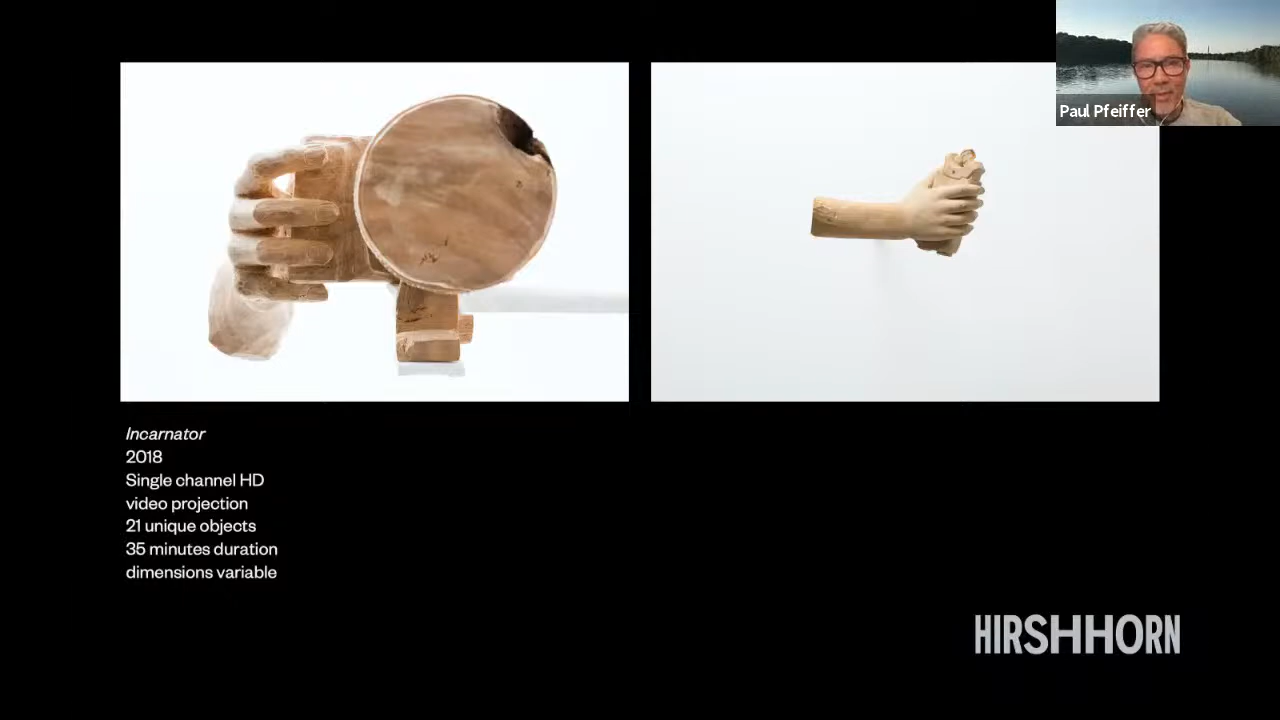 Paul Pfeiffer
Incarnator
2018
Single channel HD
video projection
21 unique objects
35 minutes duration
dimensions variable
HIRSHHORN